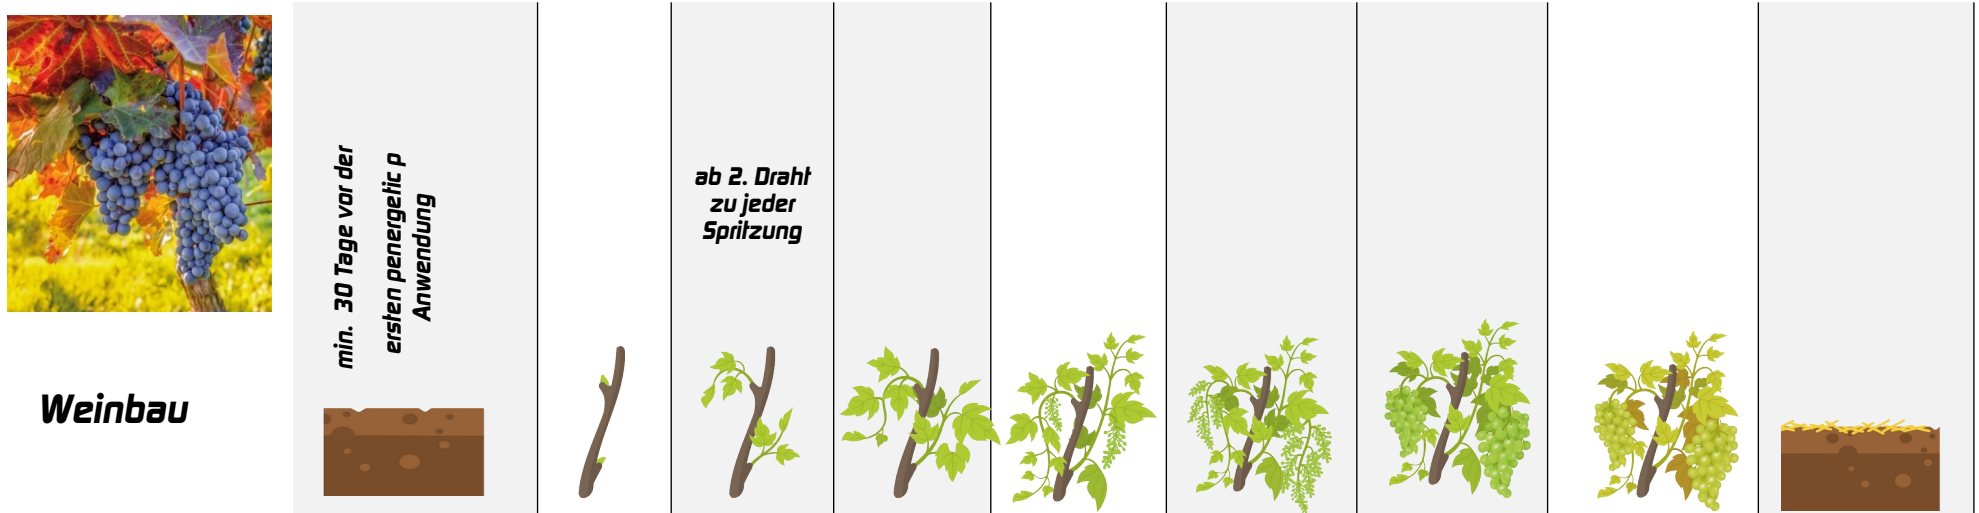 Weinbau
min. 30 Tage vor der
ersten penergetic p
Anwendung
ab 2. Draht
zu jeder
Spritzung